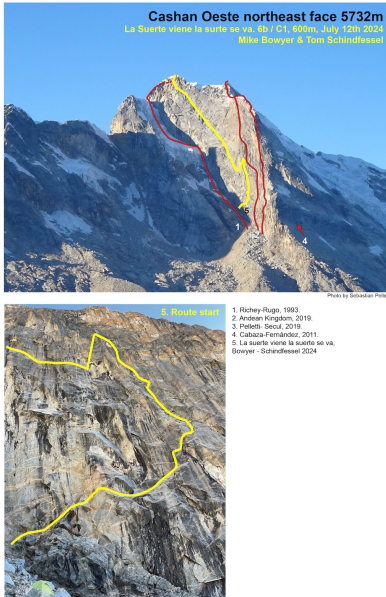 Cashan Oeste northeast face 5732m
La Suerte viene la surte se va. 6b / C1, 600m, July 12th 2024
Mike Bowyer & Tom Schindfessel
5
1
4
Photo by Sebastian Pelle
5. Route start
1. Richey-Rugo, 1993.
2. Andean Kingdom, 2019.
3. Pelletti- Secul, 2019.
4. Cabaza-Fernández, 2011.
5. La suerte viene la suerte se va,
Bowyer - Schindfessel 2024